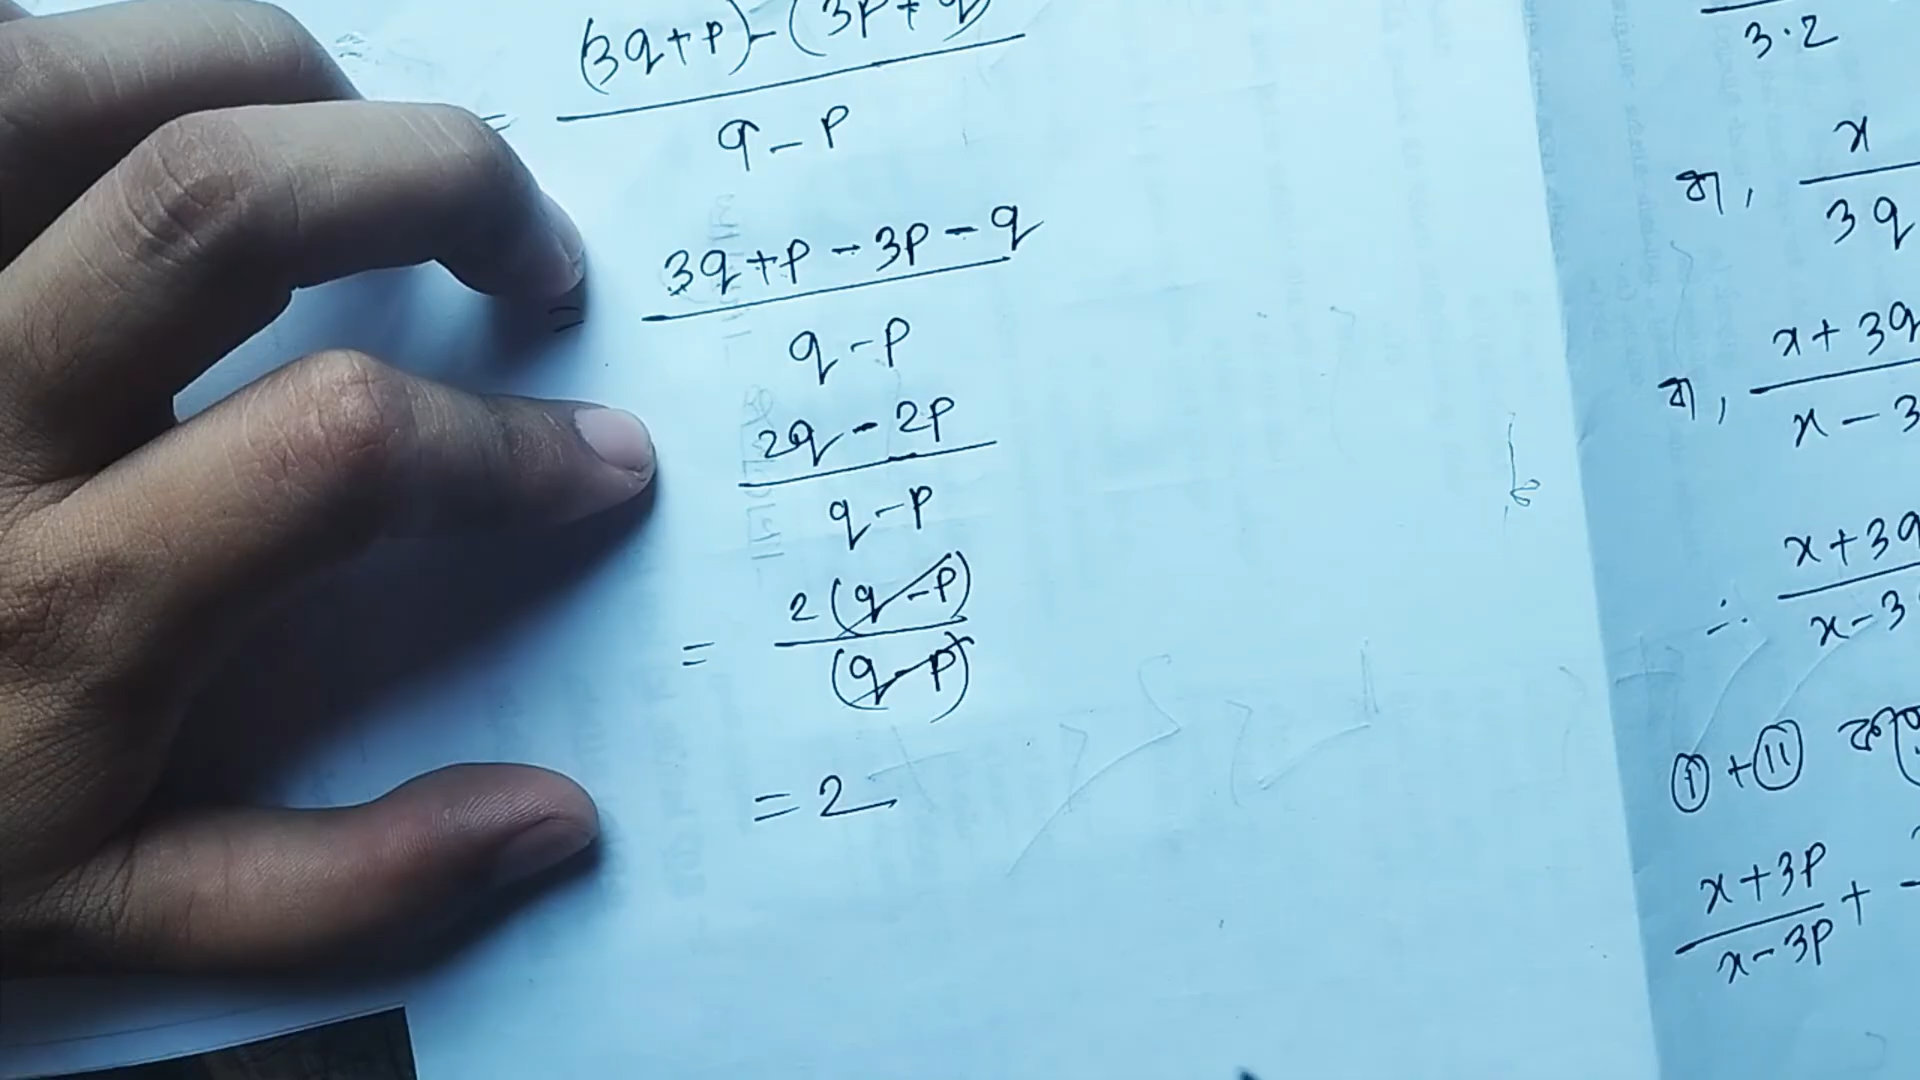 (3q+p)-(3p+q)
= ―――
q-p
= 3q+p-3p-q
―――
q-p
2q-2p
―――
q-p
= 2(q-p)
―――
(q-p)
= 2
3·2
বা, x
―――
3q
বা, x+3q
―――
x-3
∴ x+3q
―――
x-3
(i)+(ii)
x+3p
――― +
x-3p